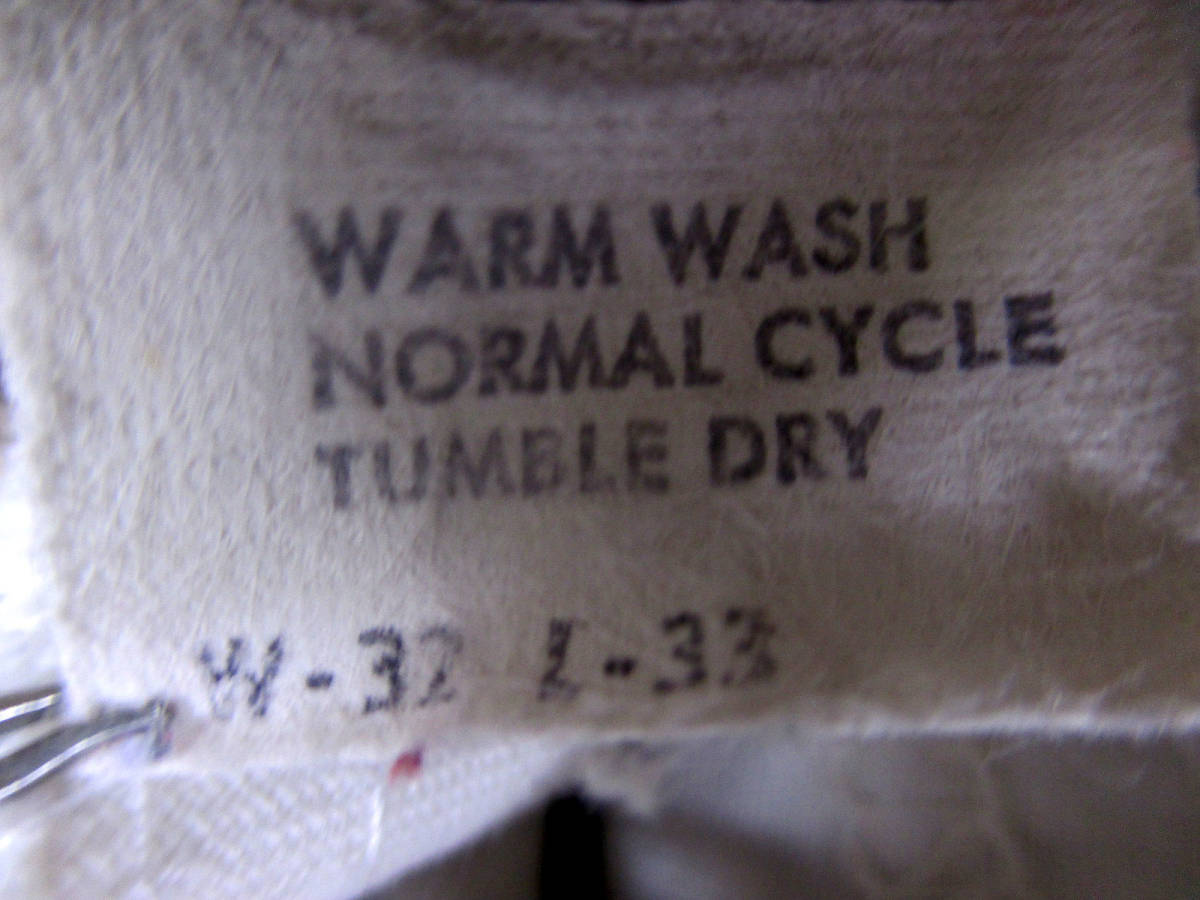 WARM WASH
NORMAL CYCLE
TUMBLE DRY
W-32 L-33